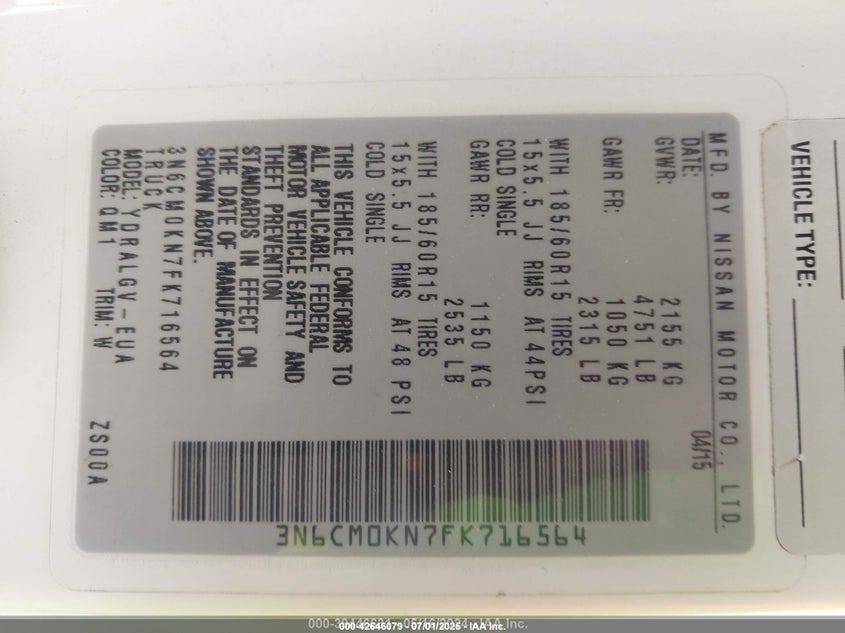 MFD. BY NISSAN MOTOR CO., LTD.
DATE: 04/15
GVWR: 2155 KG
4751 LB
GAWR FR: 1050 KG
2315 LB
WITH 185/60R15 TIRES
15x5.5 JJ RIMS AT 44PSI
COLD SINGLE
GAWR RR: 1150 KG
2535 LB
WITH 185/60R15 TIRES
15x5.5 JJ RIMS AT 48 PSI
COLD SINGLE
THIS VEHICLE CONFORMS TO
ALL APPLICABLE FEDERAL
MOTOR VEHICLE SAFETY AND
THEFT PREVENTION
STANDARDS IN EFFECT ON
THE DATE OF MANUFACTURE
SHOWN ABOVE.
3N6CM0KN7FK716564
TRUCK
MODEL: YDRALGV-EUA
COLOR: QM1 TRIM: W ZS00A
3N6CM0KN7FK716564
VEHICLE TYPE:
000-42646079 - 07/01/2025 - IAA Inc.